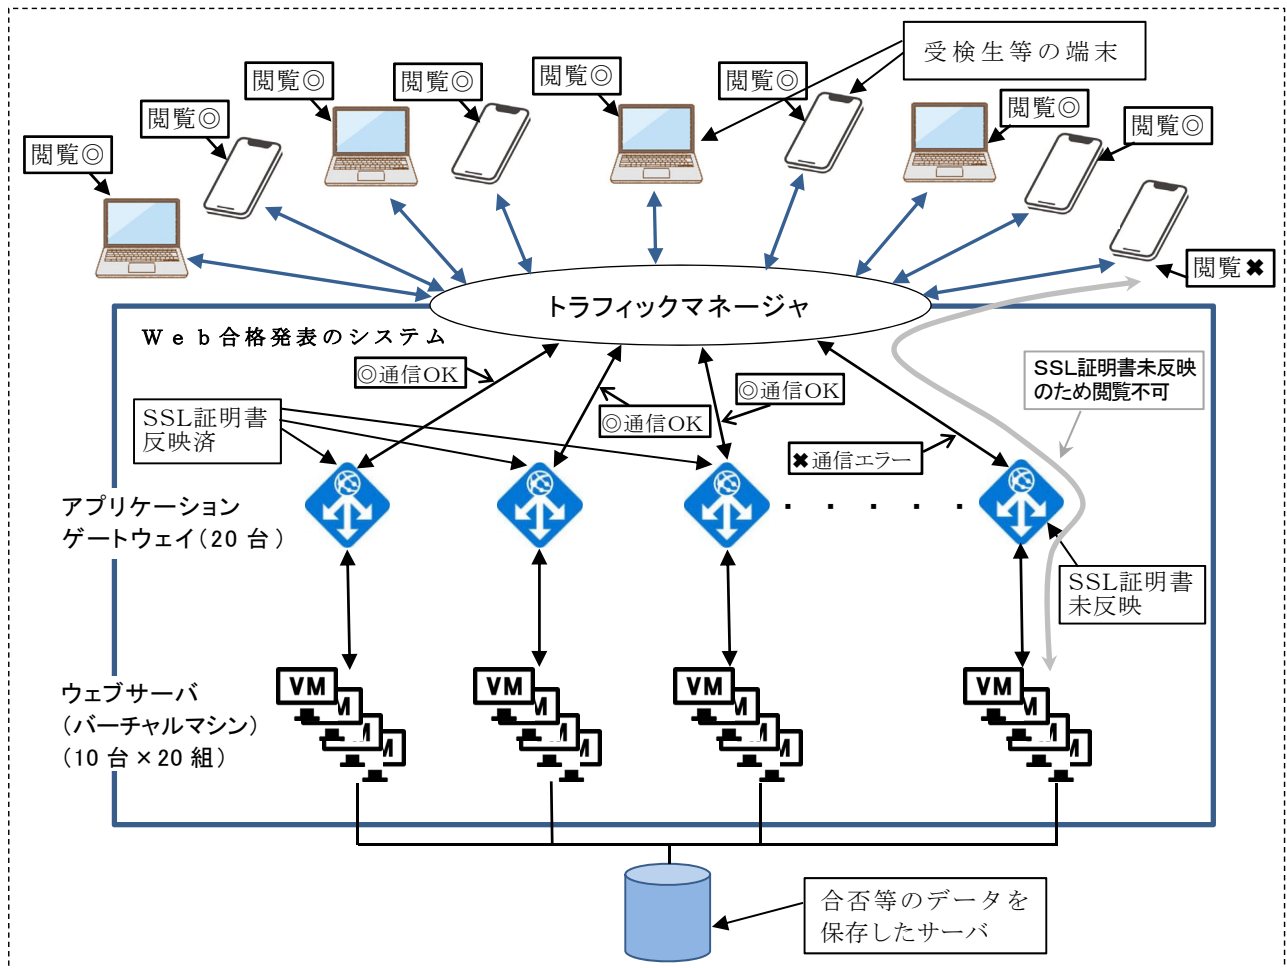 受検生等の端末
閲覧◎
閲覧◎
閲覧◎
閲覧◎
閲覧◎
閲覧◎
閲覧◎
閲覧◎
閲覧✖
トラフィックマネージャ
Ｗｅｂ合格発表のシステム
◎通信OK
◎通信OK
◎通信OK
✖通信エラー
SSL証明書未反映
のため閲覧不可
SSL証明書
反映済
アプリケーション
ゲートウェイ（20 台）
SSL証明書
未反映
ウェブサーバ
（バーチャルマシン）
（10 台×20 組）
VM
M
M
M
VM
M
M
M
VM
M
M
M
VM
M
M
M
合否等のデータを
保存したサーバ